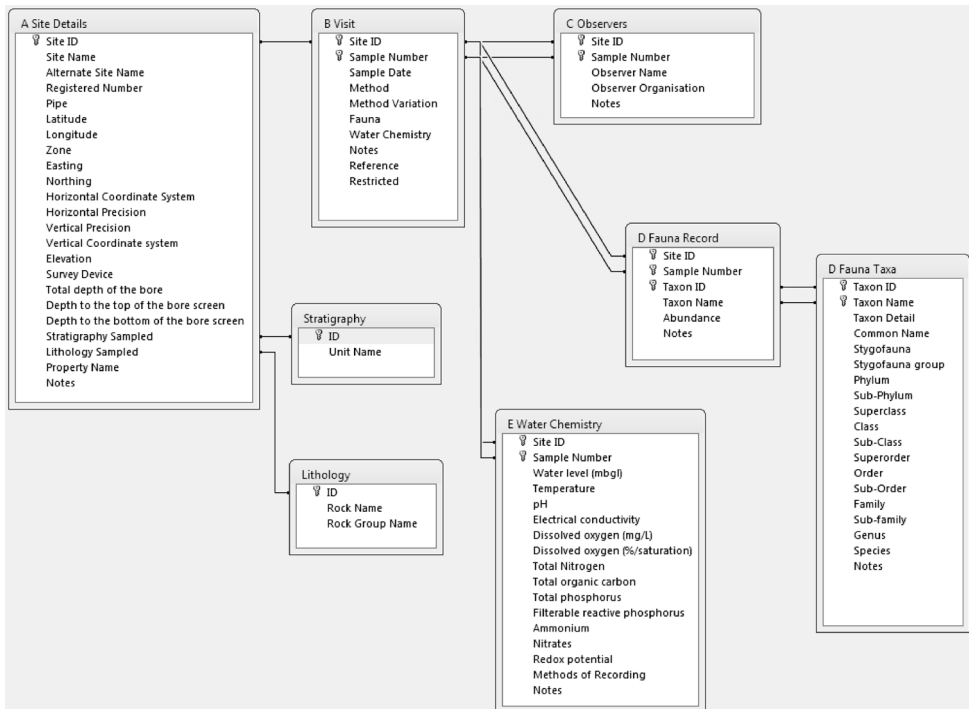 A Site Details
Site ID
Site Name
Alternate Site Name
Registered Number
Pipe
Latitude
Longitude
Zone
Easting
Northing
Horizontal Coordinate System
Horizontal Precision
Vertical Precision
Vertical Coordinate system
Elevation
Survey Device
Total depth of the bore
Depth to the top of the bore screen
Depth to the bottom of the bore screen
Stratigraphy Sampled
Lithology Sampled
Property Name
Notes
B Visit
Site ID
Sample Number
Sample Date
Method
Method Variation
Fauna
Water Chemistry
Notes
Reference
Restricted
C Observers
Site ID
Sample Number
Observer Name
Observer Organisation
Notes
Stratigraphy
ID
Unit Name
Lithology
ID
Rock Name
Rock Group Name
D Fauna Record
Site ID
Sample Number
Taxon ID
Taxon Name
Abundance
Notes
D Fauna Taxa
Taxon ID
Taxon Name
Taxon Detail
Common Name
Stygofauna
Stygofauna group
Phylum
Sub-Phylum
Superclass
Class
Sub-Class
Superorder
Order
Sub-Order
Family
Sub-family
Genus
Species
Notes
E Water Chemistry
Site ID
Sample Number
Water level (mbgl)
Temperature
pH
Electrical conductivity
Dissolved oxygen (mg/L)
Dissolved oxygen (%/saturation)
Total Nitrogen
Total organic carbon
Total phosphorus
Filterable reactive phosphorus
Ammonium
Nitrates
Redox potential
Methods of Recording
Notes